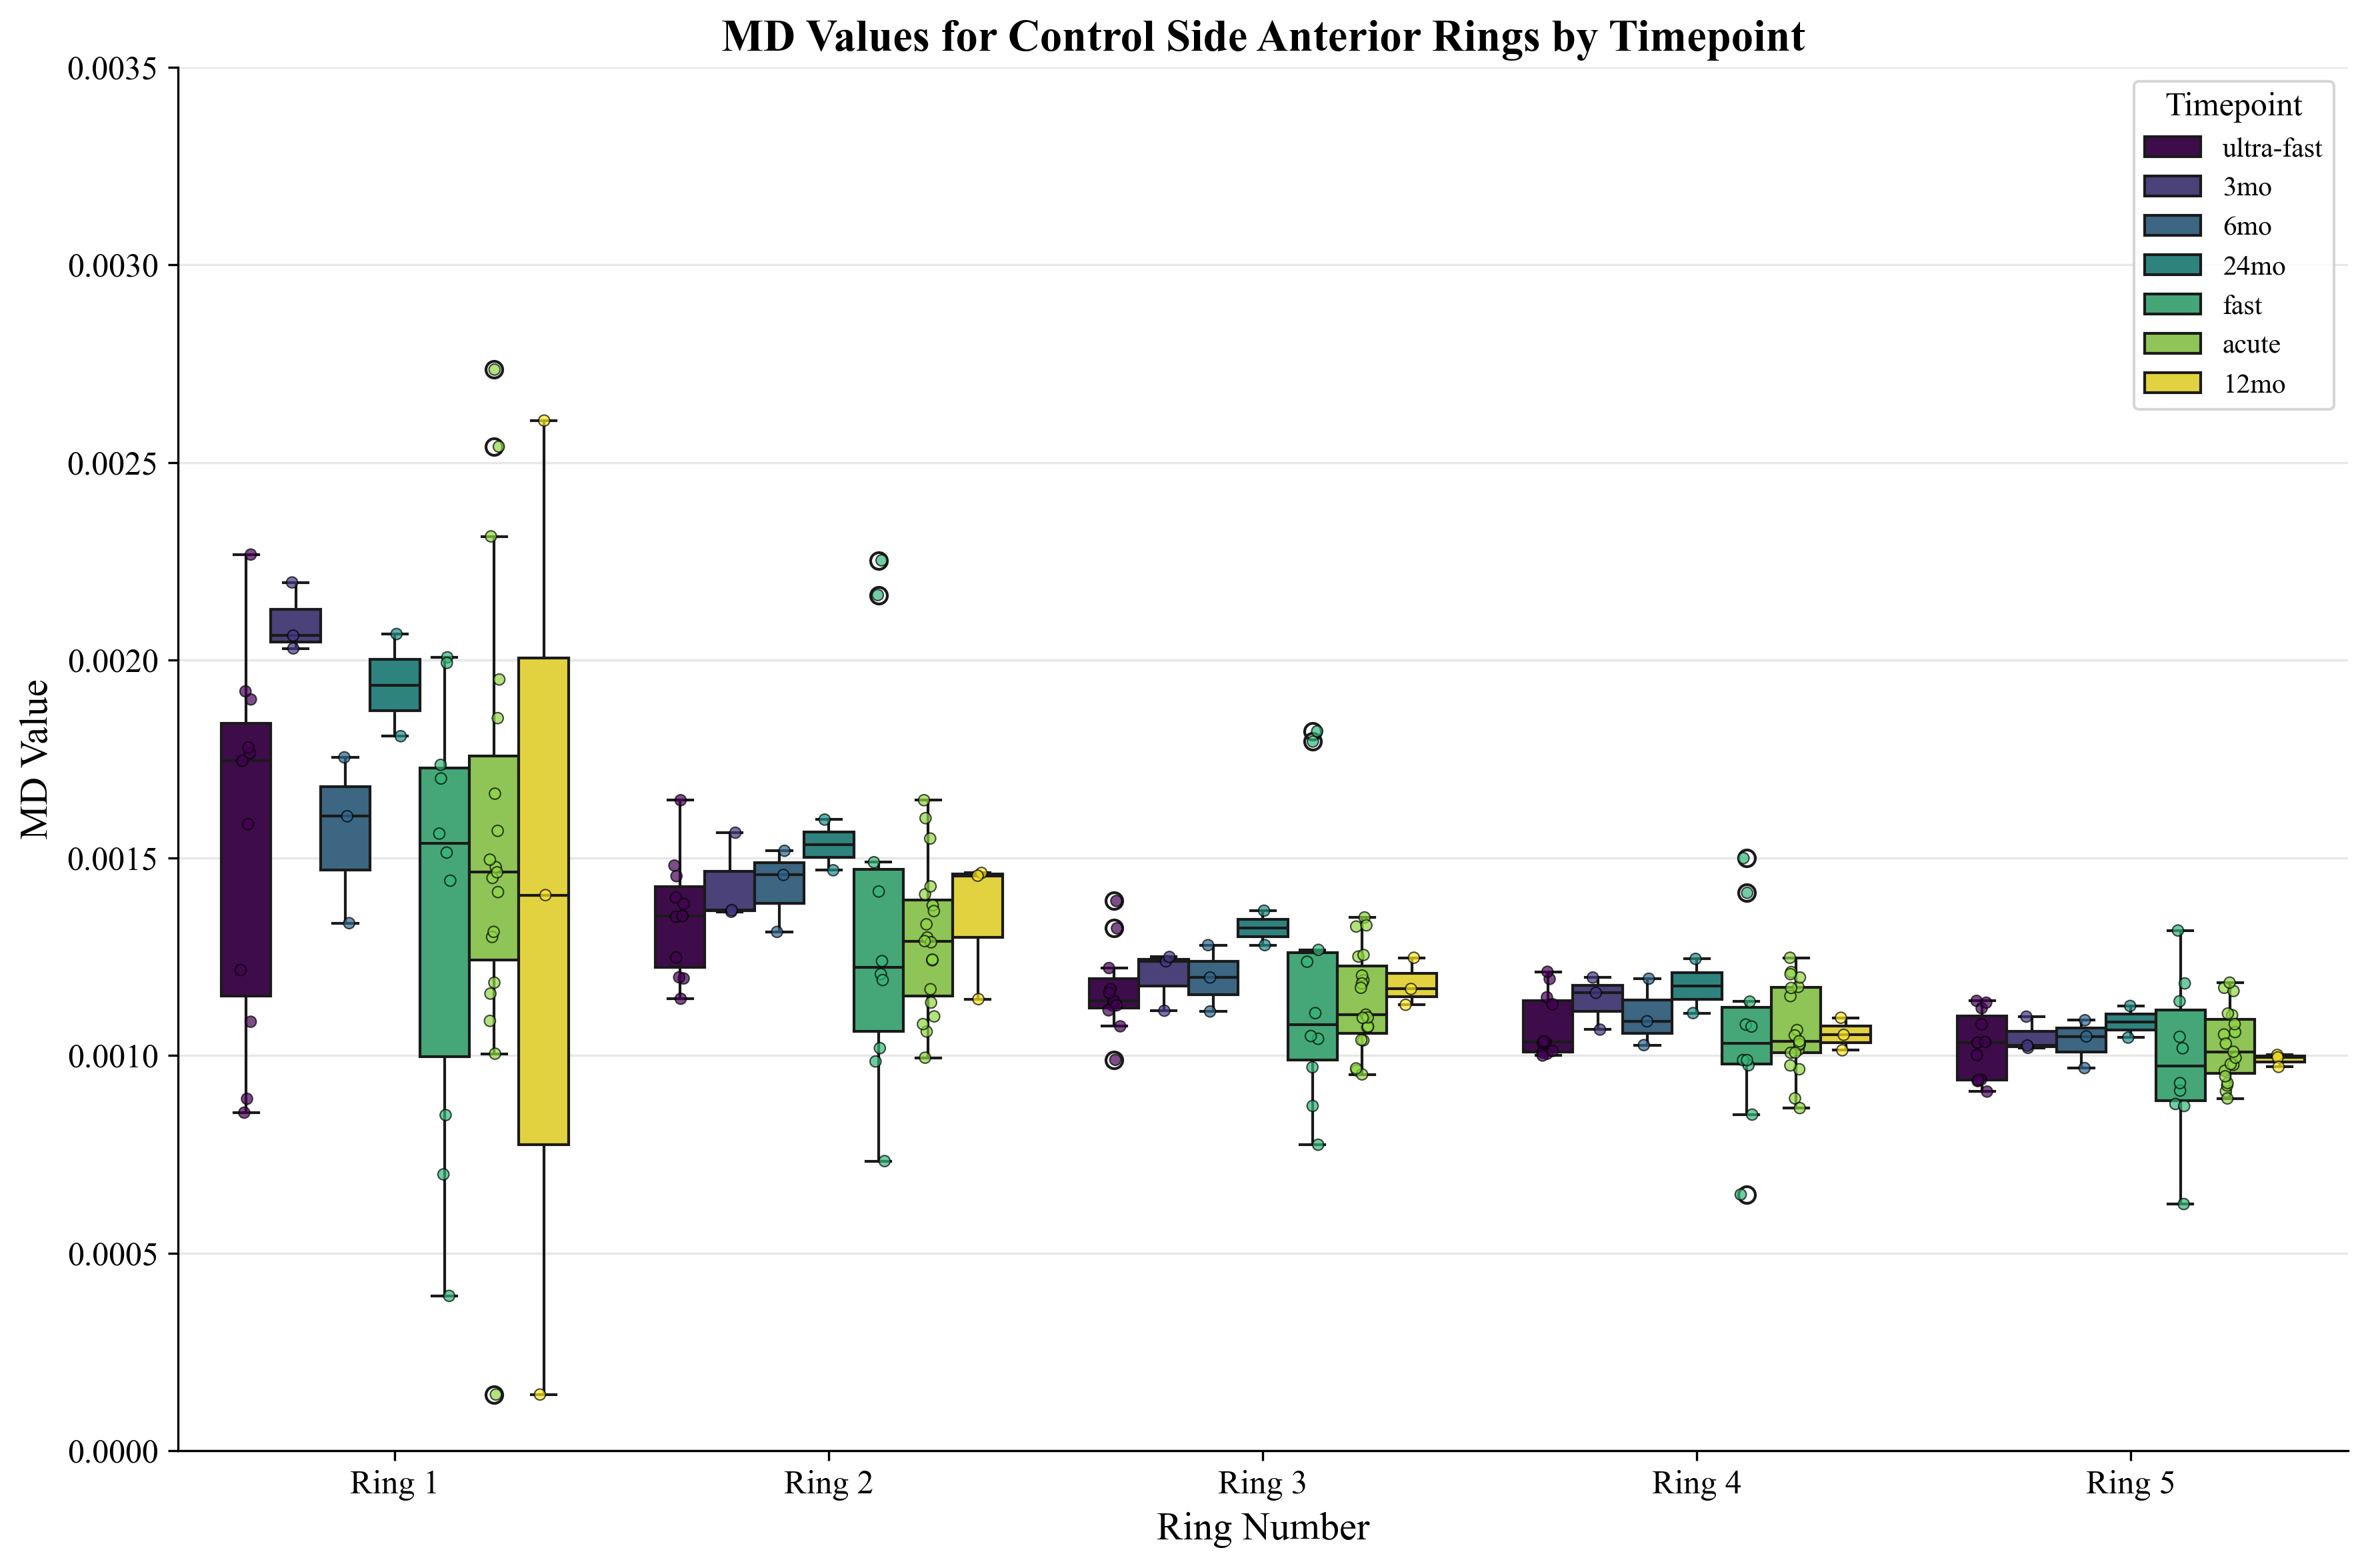 MD Values for Control Side Anterior Rings by Timepoint
0.0035
0.0030
0.0025
0.0020
0.0015
0.0010
0.0005
0.0000
MD Value
Timepoint
ultra-fast
3mo
6mo
24mo
fast
acute
12mo
Ring 1
Ring 2
Ring 3
Ring 4
Ring 5
Ring Number